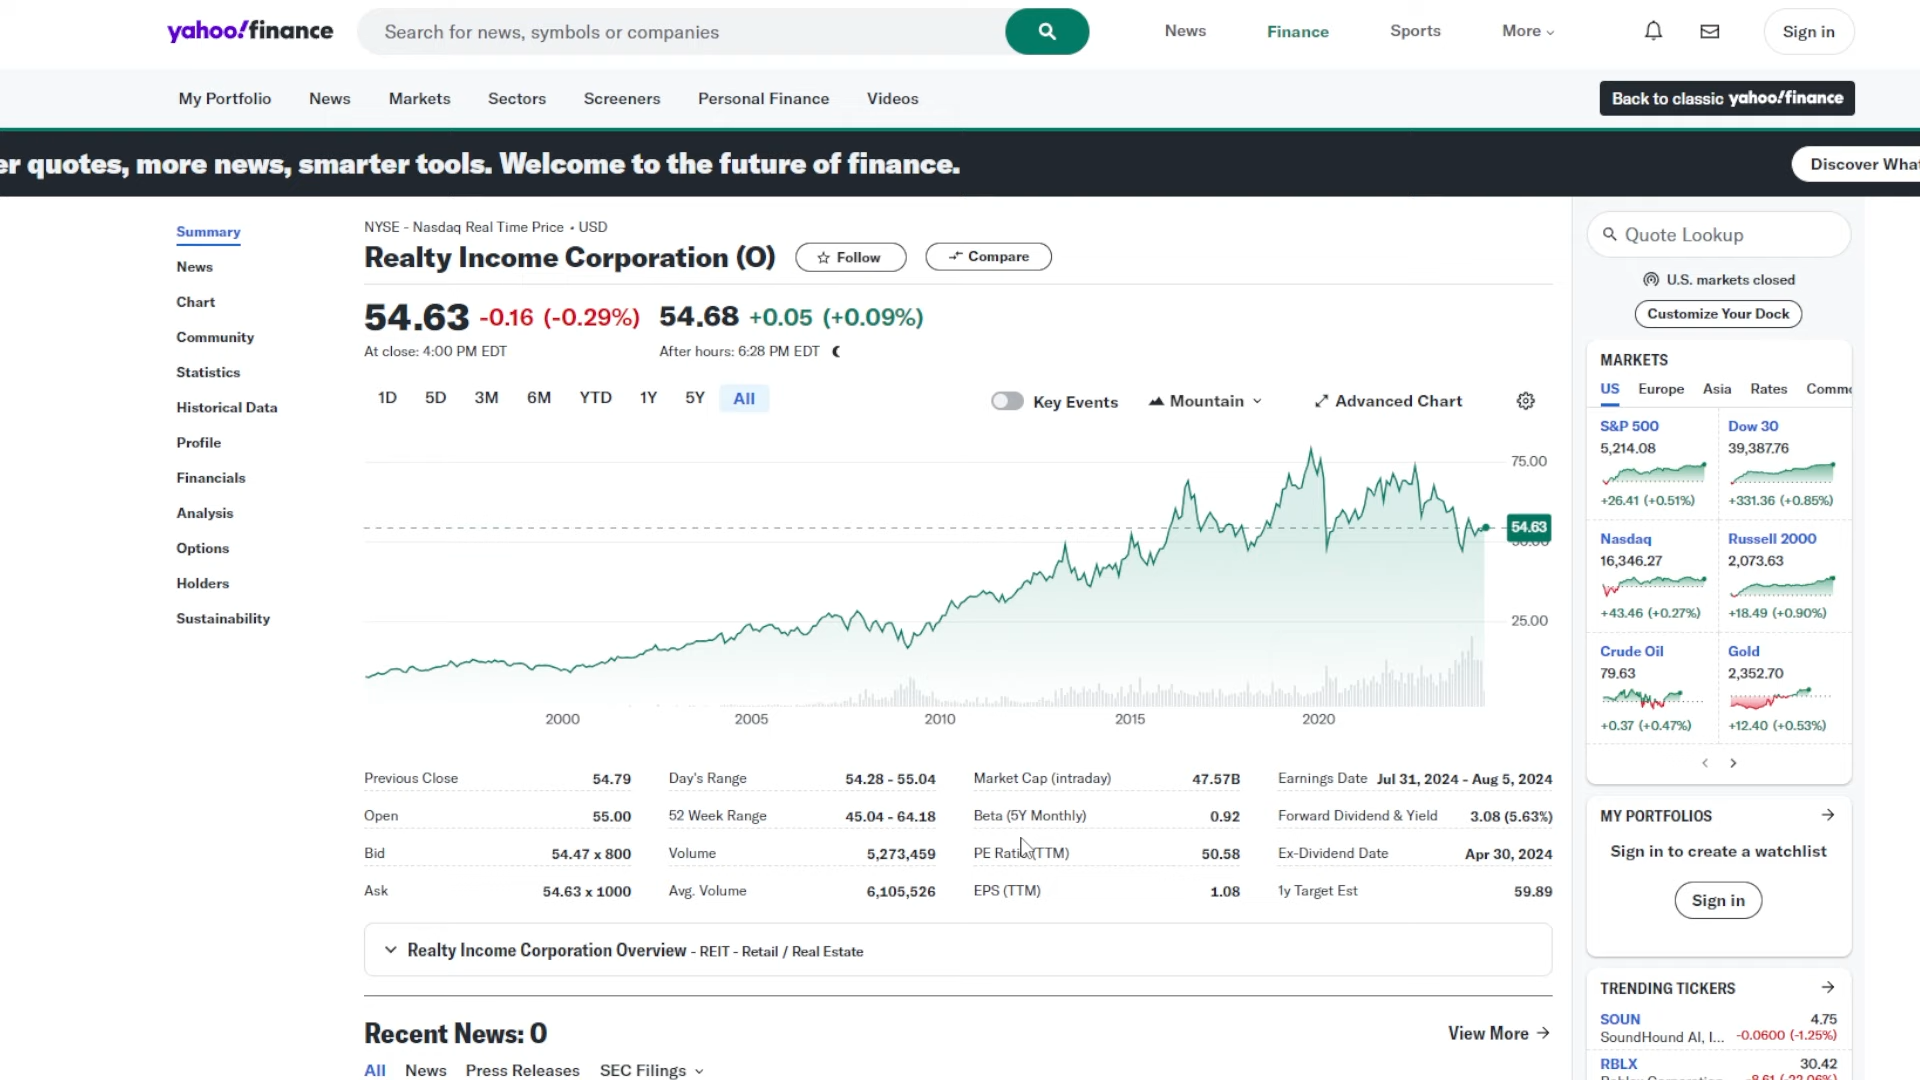 yahoo!finance
Search for news, symbols or companies
News Finance Sports More
Sign in
My Portfolio News Markets Sectors Screeners Personal Finance Videos
Back to classic yahoo!finance
er quotes, more news, smarter tools. Welcome to the future of finance.
Discover What
Summary
News
Chart
Community
Statistics
Historical Data
Profile
Financials
Analysis
Options
Holders
Sustainability
NYSE - Nasdaq Real Time Price • USD
Realty Income Corporation (O)
Follow
Compare
54.63 -0.16 (-0.29%) 54.68 +0.05 (+0.09%)
At close: 4:00 PM EDT After hours: 6:28 PM EDT
1D 5D 3M 6M YTD 1Y 5Y All
Key Events Mountain Advanced Chart
75.00
54.63
50.00
25.00
2000 2005 2010 2015 2020
Previous Close 54.79 Day's Range 54.28 - 55.04 Market Cap (intraday) 47.57B Earnings Date Jul 31, 2024 - Aug 5, 2024
Open 55.00 52 Week Range 45.04 - 64.18 Beta (5Y Monthly) 0.92 Forward Dividend & Yield 3.08 (5.63%)
Bid 54.47 x 800 Volume 5,273,459 PE Ratio (TTM) 50.58 Ex-Dividend Date Apr 30, 2024
Ask 54.63 x 1000 Avg. Volume 6,105,526 EPS (TTM) 1.08 1y Target Est 59.89
Realty Income Corporation Overview - REIT - Retail / Real Estate
Recent News: O
View More
All News Press Releases SEC Filings
Quote Lookup
U.S. markets closed
Customize Your Dock
MARKETS
US Europe Asia Rates Comm
S&P 500 Dow 30
5,214.08 39,387.76
+26.41 (+0.51%) +331.36 (+0.85%)
Nasdaq Russell 2000
16,346.27 2,073.63
+43.46 (+0.27%) +18.49 (+0.90%)
Crude Oil Gold
79.63 2,352.70
+0.37 (+0.47%) +12.40 (+0.53%)
MY PORTFOLIOS
Sign in to create a watchlist
Sign in
TRENDING TICKERS
SOUN 4.75
SoundHound AI, I... -0.0600 (-1.25%)
RBLX 30.42